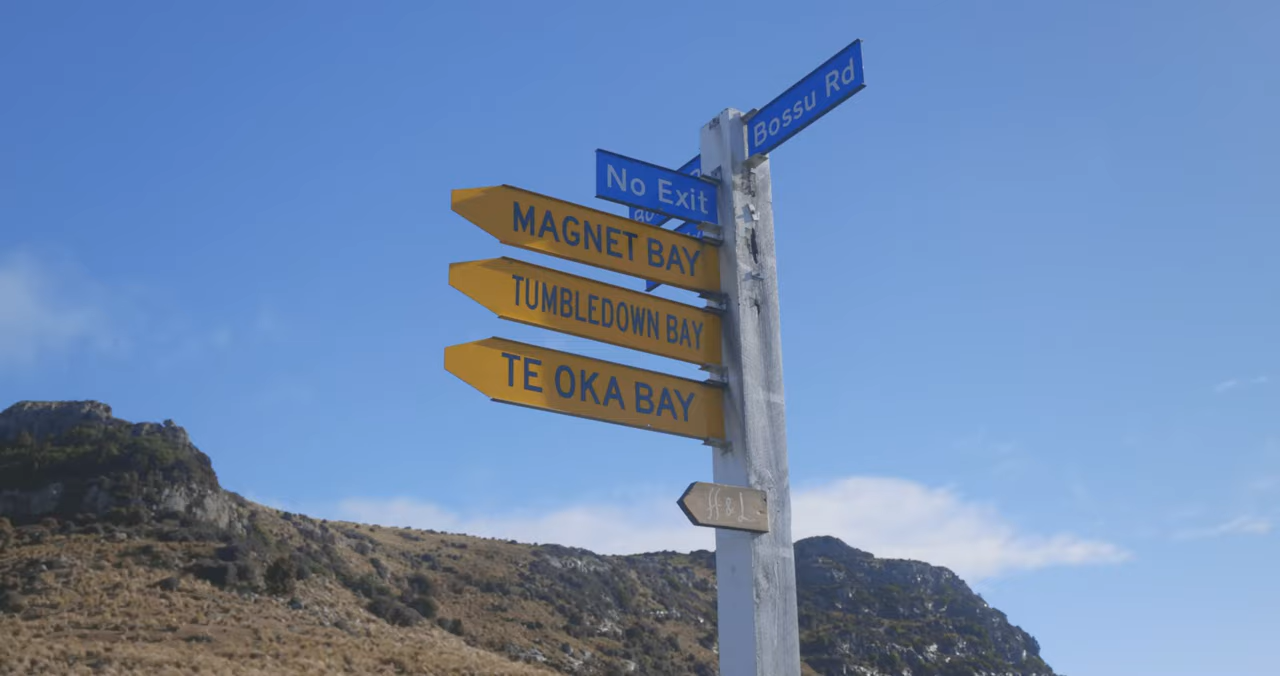 Bossu Rd
No Exit
MAGNET BAY
TUMBLEDOWN BAY
TE OKA BAY
H & L